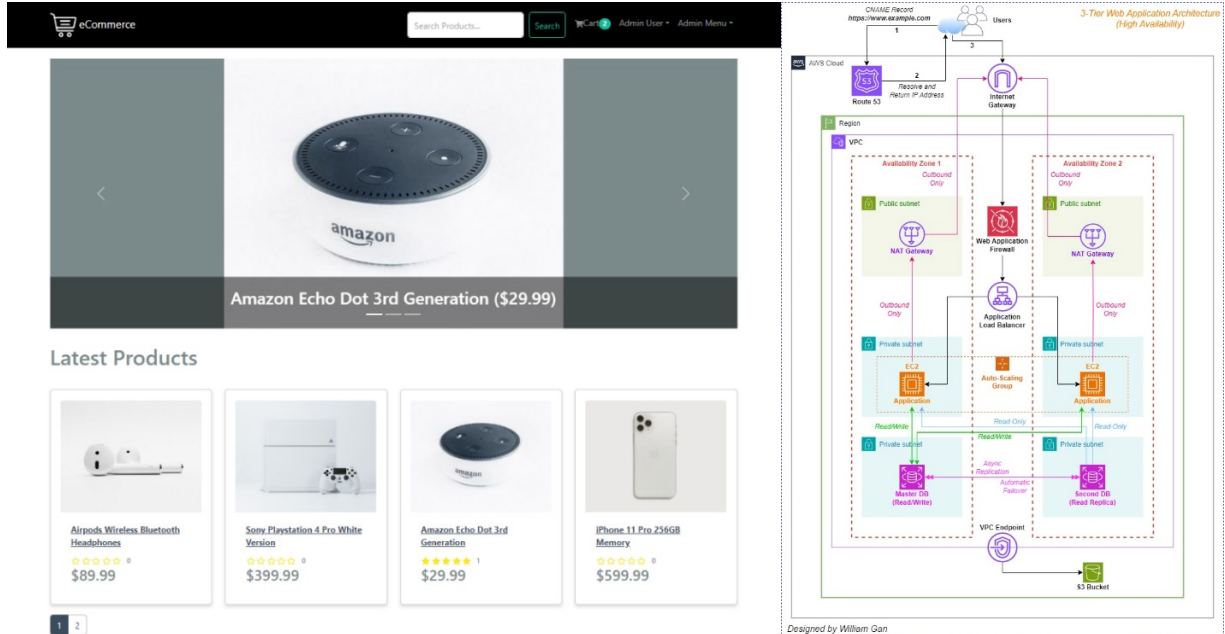 eCommerce
Search Products...
Search
Cart 2
Admin User
Admin Menu
amazon
Amazon Echo Dot 3rd Generation ($29.99)
Latest Products
Airpods Wireless Bluetooth
Headphones
0
$89.99
Sony Playstation 4 Pro White
Version
0
$399.99
amazon
Amazon Echo Dot 3rd
Generation
1
$29.99
iPhone 11 Pro 256GB
Memory
0
$599.99
1 2
3-Tier Web Application Architecture
(High Availability)
CNAME Record
https://www.example.com
1
Users
3
aws
AWS Cloud
53
Route 53
2
Resolve and
Return IP Address
Internet
Gateway
Region
VPC
Availability Zone 1
Outbound
Only
Public subnet
NAT Gateway
Outbound
Only
Web Application
Firewall
Application
Load Balancer
Availability Zone 2
Outbound
Only
Public subnet
NAT Gateway
Outbound
Only
Private subnet
EC2
Application
Auto-Scaling
Group
Private subnet
EC2
Application
Read/Write
Read-Only
Read/Write
Read-Only
Private subnet
Master DB
(Read/Write)
Async
Replication
Automatic
Failover
Private subnet
Second DB
(Read Replica)
VPC Endpoint
S3 Bucket
Designed by William Gan